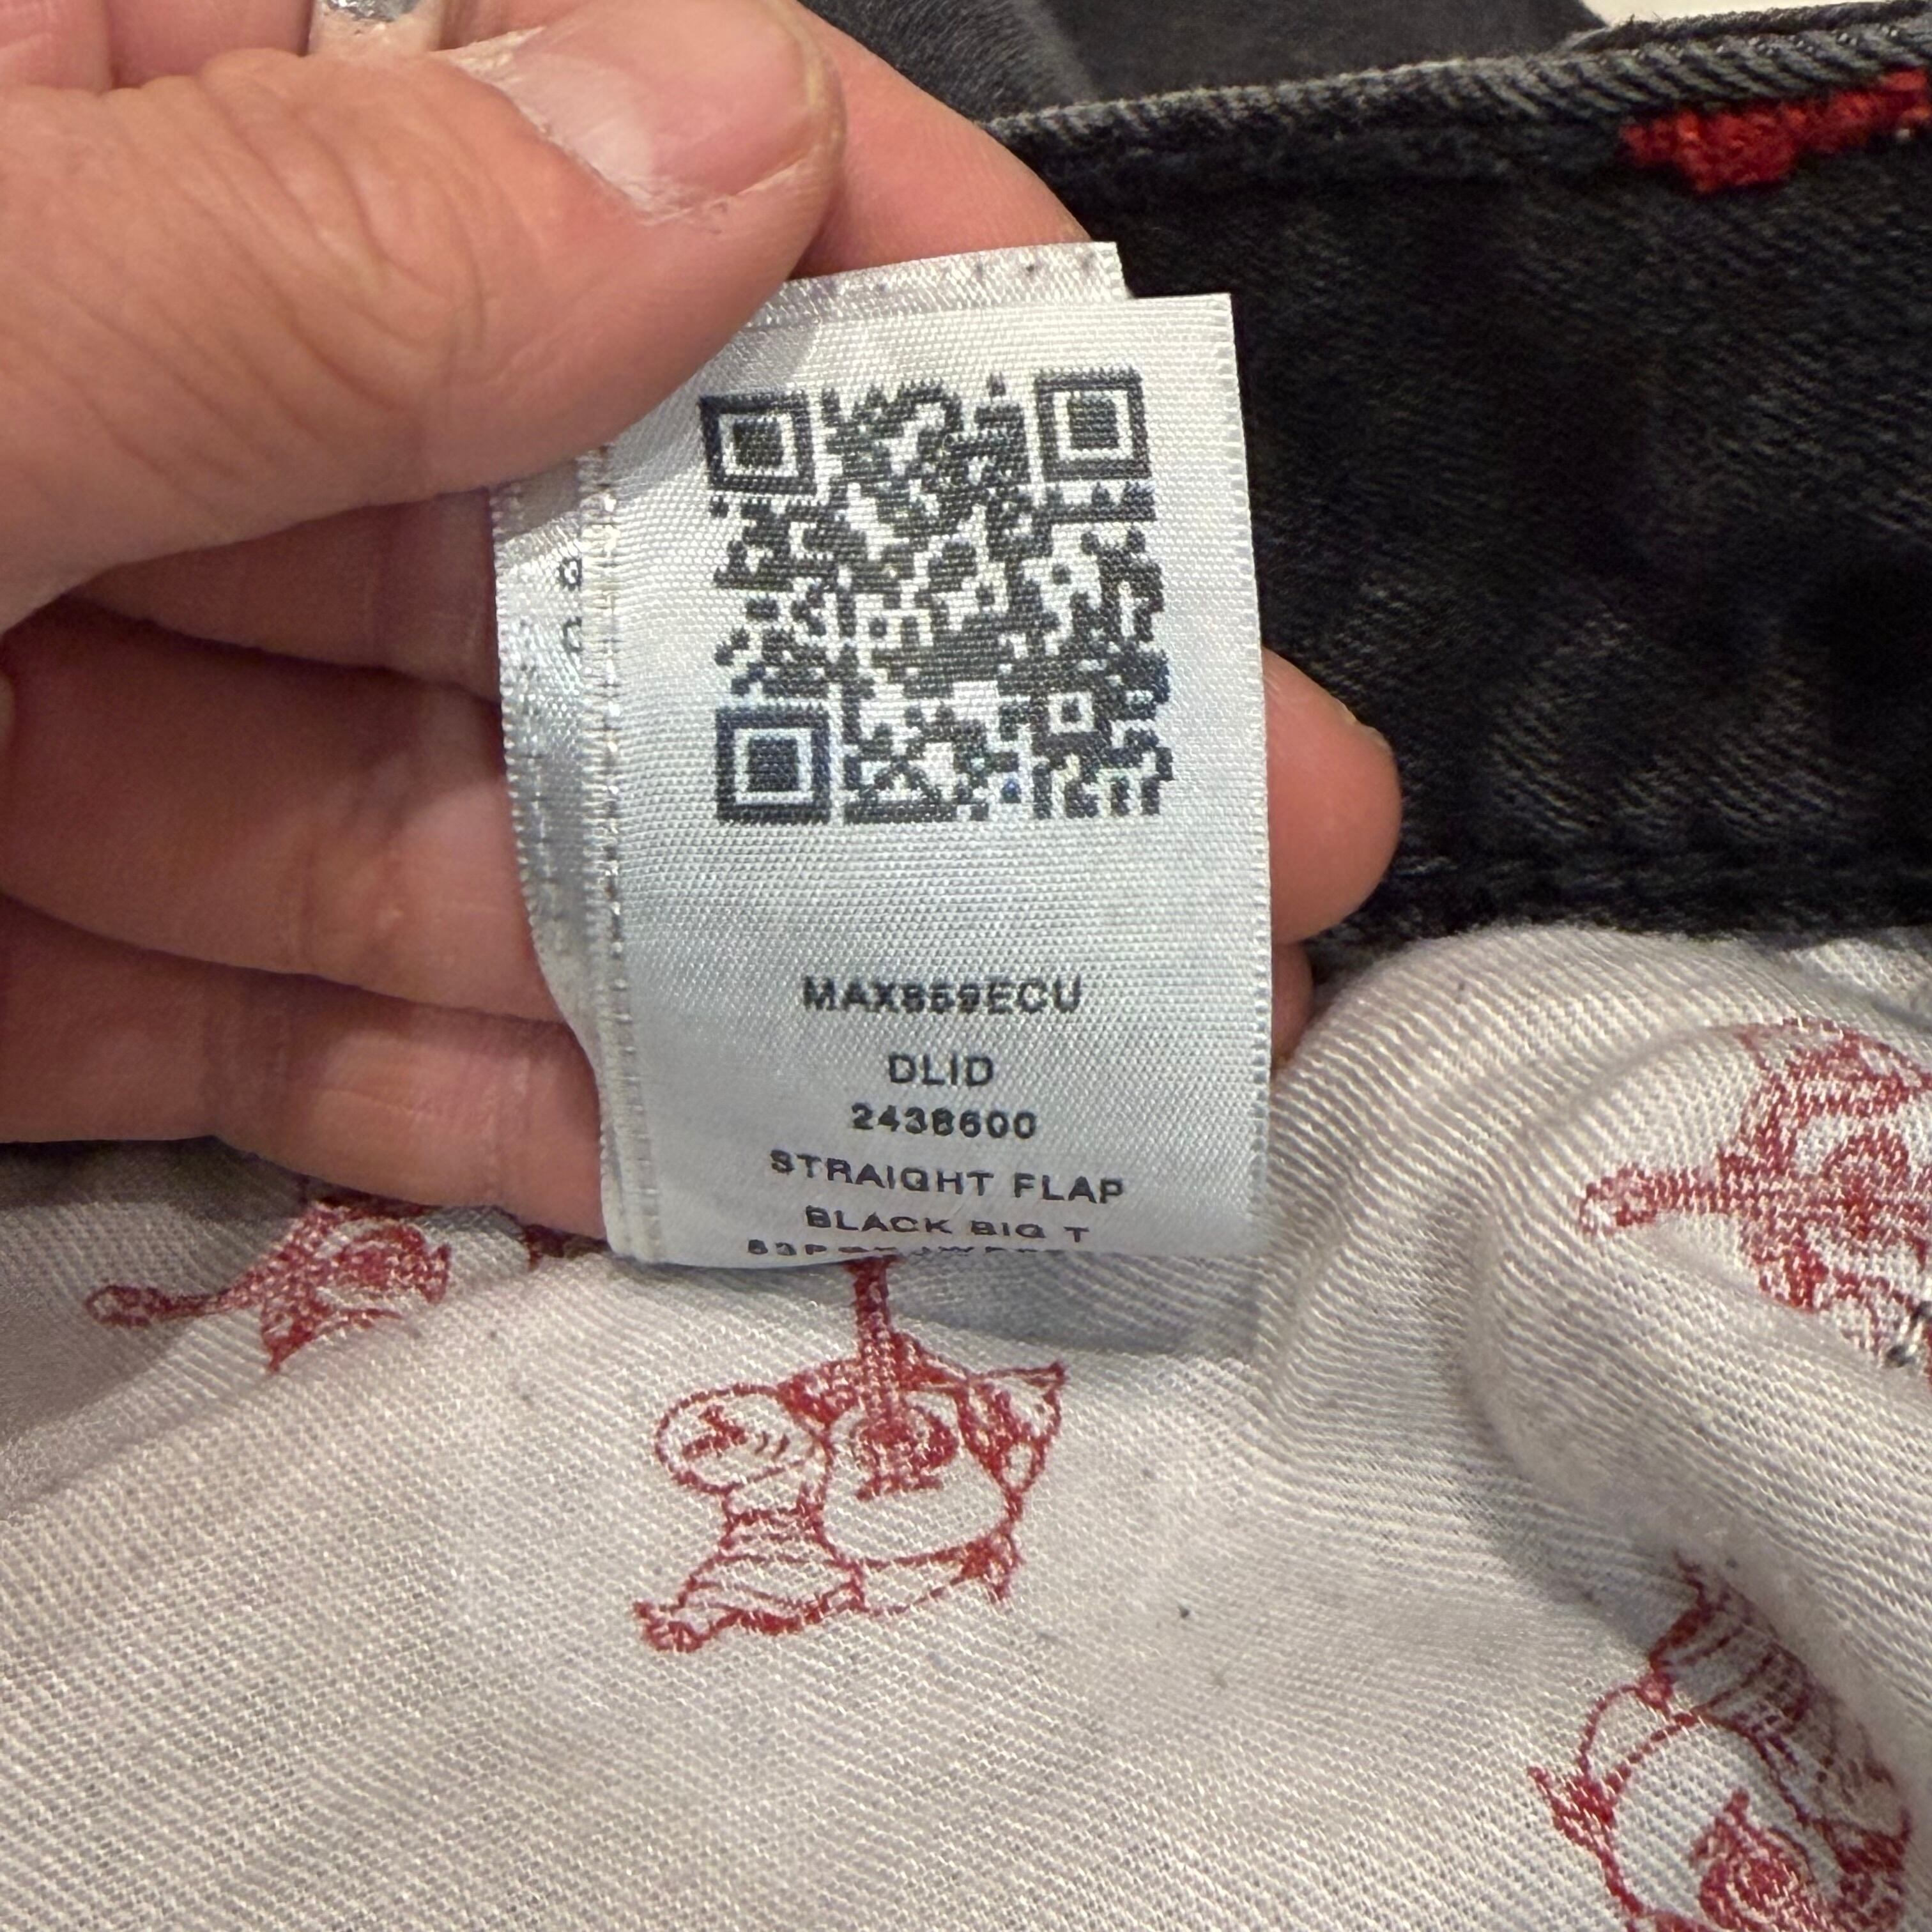 MAX859ECU
DLID
2438600
STRAIGHT FLAP
BLACK BIG T